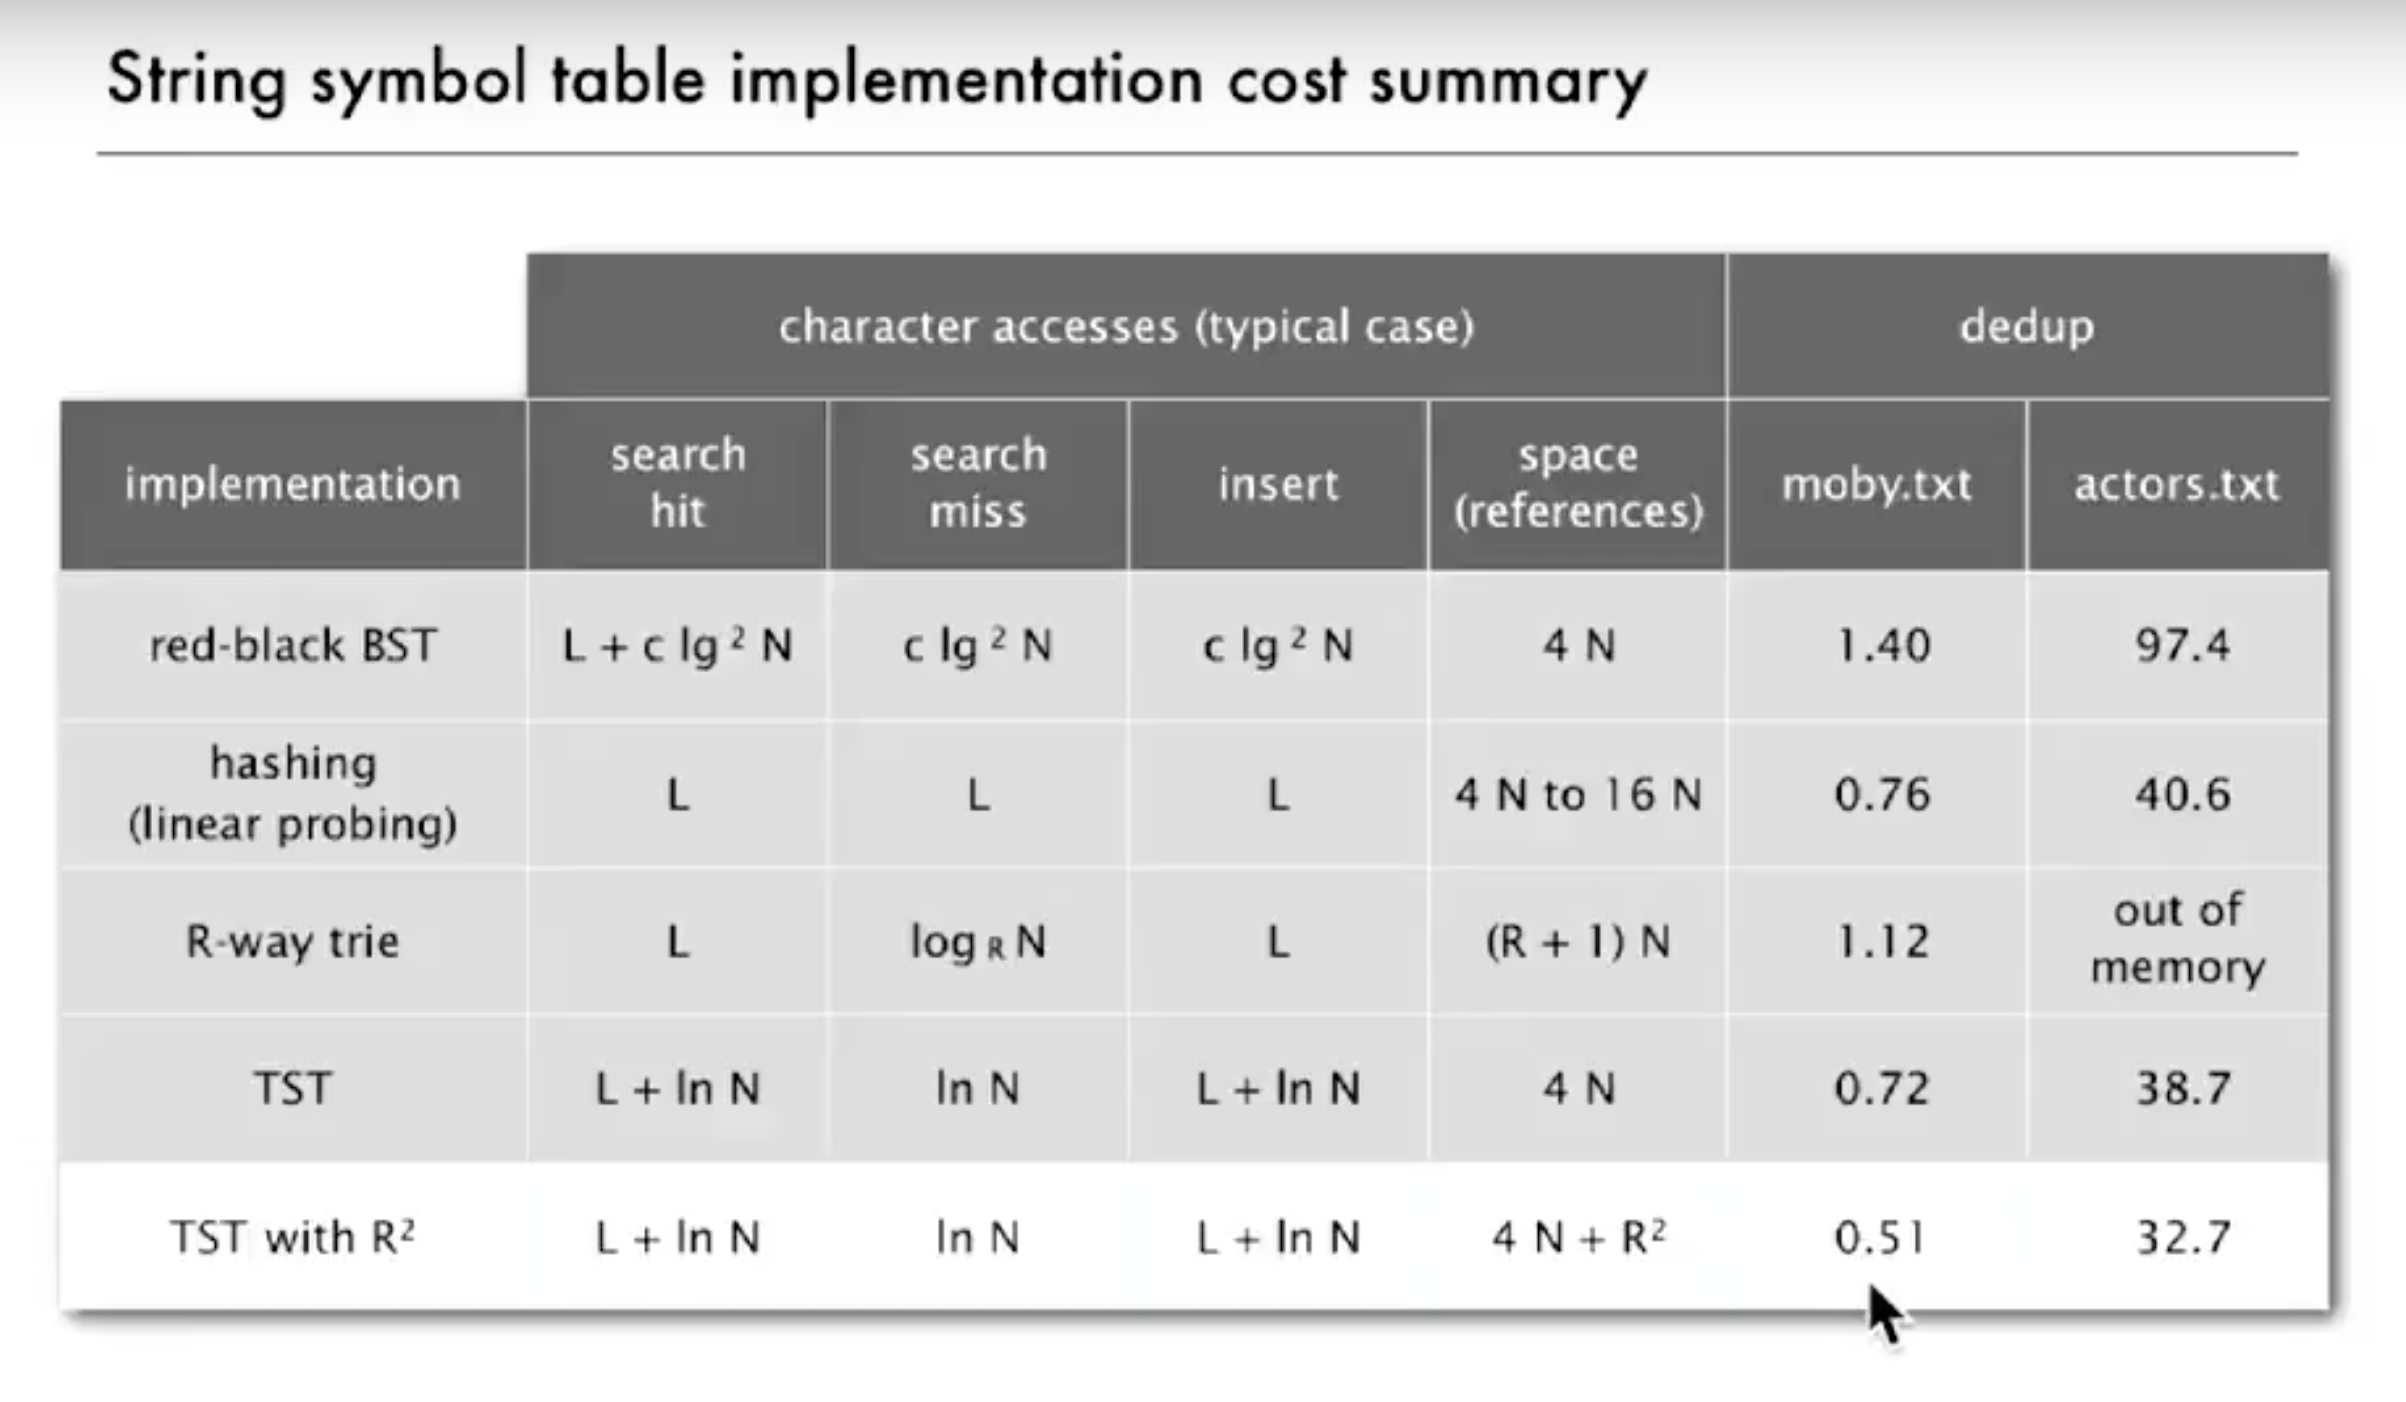 String symbol table implementation cost summary
character accesses (typical case) dedup
implementation search hit search miss insert space (references) moby.txt actors.txt
red-black BST L + c lg ² N c lg ² N c lg ² N 4 N 1.40 97.4
hashing (linear probing) L L L 4 N to 16 N 0.76 40.6
R-way trie L log R N L (R + 1) N 1.12 out of memory
TST L + ln N ln N L + ln N 4 N 0.72 38.7
TST with R² L + ln N ln N L + ln N 4 N + R² 0.51 32.7